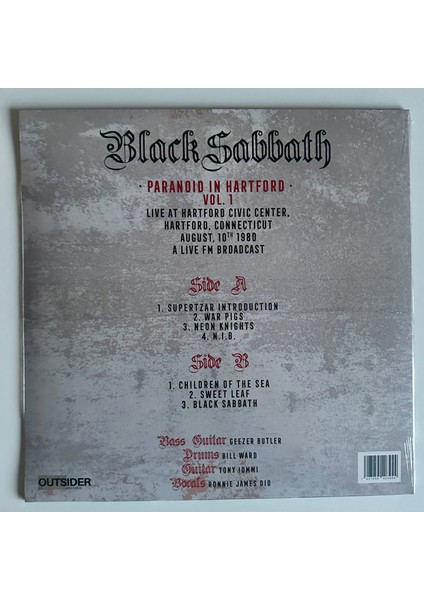 Black Sabbath
· PARANOID IN HARTFORD ·
VOL. 1
LIVE AT HARTFORD CIVIC CENTER,
HARTFORD, CONNECTICUT
AUGUST, 10TH 1980
A LIVE FM BROADCAST
Side A
1. SUPERTZAR INTRODUCTION
2. WAR PIGS
3. NEON KNIGHTS
4. N.I.B.
Side B
1. CHILDREN OF THE SEA
2. SWEET LEAF
3. BLACK SABBATH
Bass Guitar GEEZER BUTLER
Drums BILL WARD
Guitar TONY IOMMI
Vocals RONNIE JAMES DIO
OUTSIDER